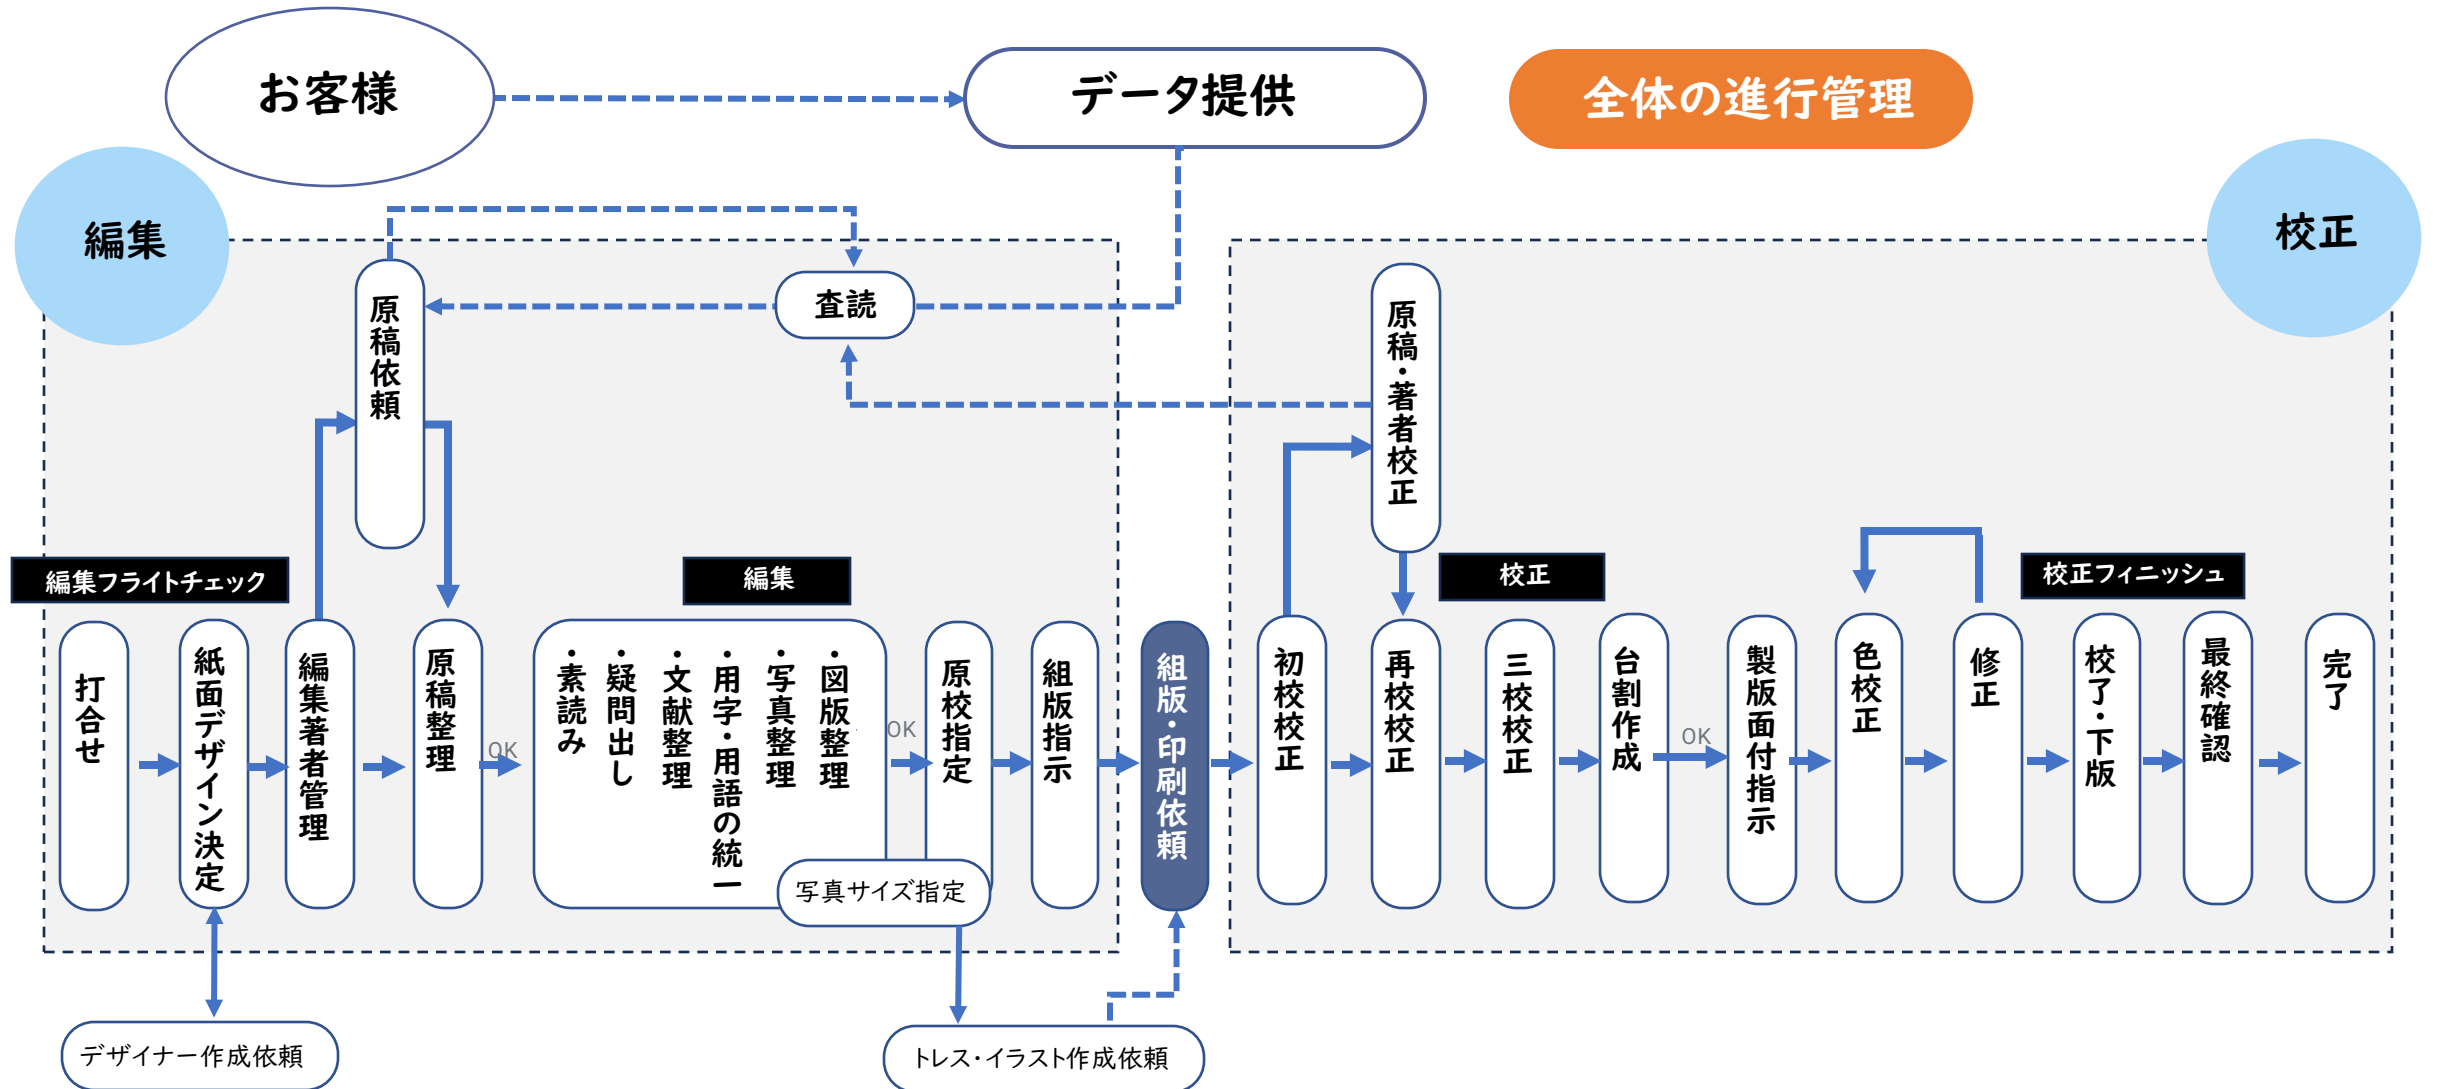 お客様
データ提供
全体の進行管理
編集
校正
査読
原稿依頼
原稿・著者校正
編集フライトチェック
編集
校正
校正フィニッシュ
打合せ
紙面デザイン決定
編集著者管理
原稿整理
OK
・素読み
・疑問出し
・文献整理
・用字・用語の統一
・写真整理
・図版整理
OK
原校指定
組版指示
写真サイズ指定
組版・印刷依頼
初校校正
再校校正
三校校正
台割作成
OK
製版面付指示
色校正
修正
校了・下版
最終確認
完了
デザイナー作成依頼
トレス・イラスト作成依頼